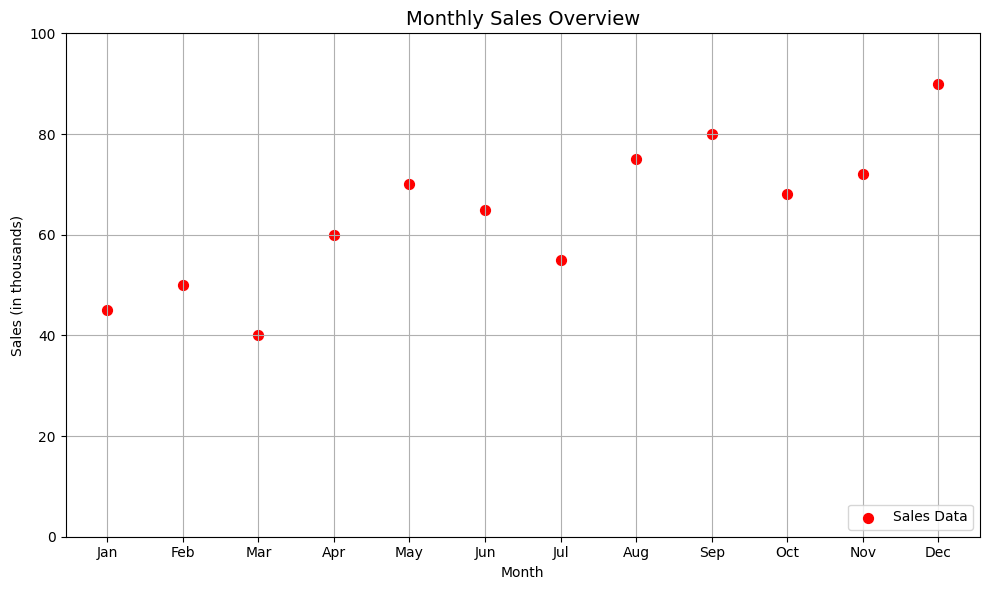 Monthly Sales Overview
100
80
60
40
20
0
Sales (in thousands)
Sales Data
Jan Feb Mar Apr May Jun Jul Aug Sep Oct Nov Dec
Month